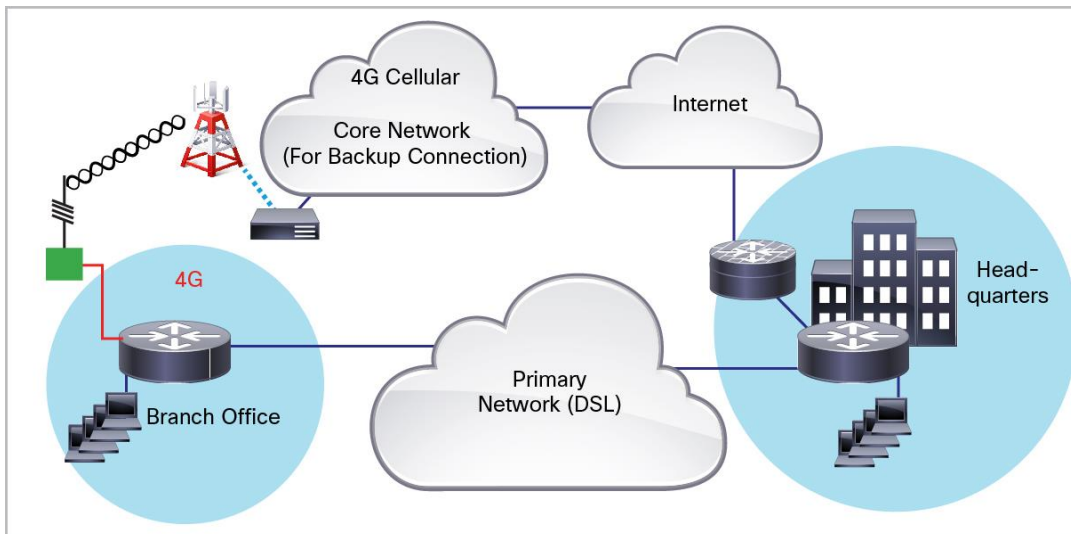 4G Cellular
Core Network
(For Backup Connection)
Internet
4G
Head-
quarters
Branch Office
Primary
Network (DSL)